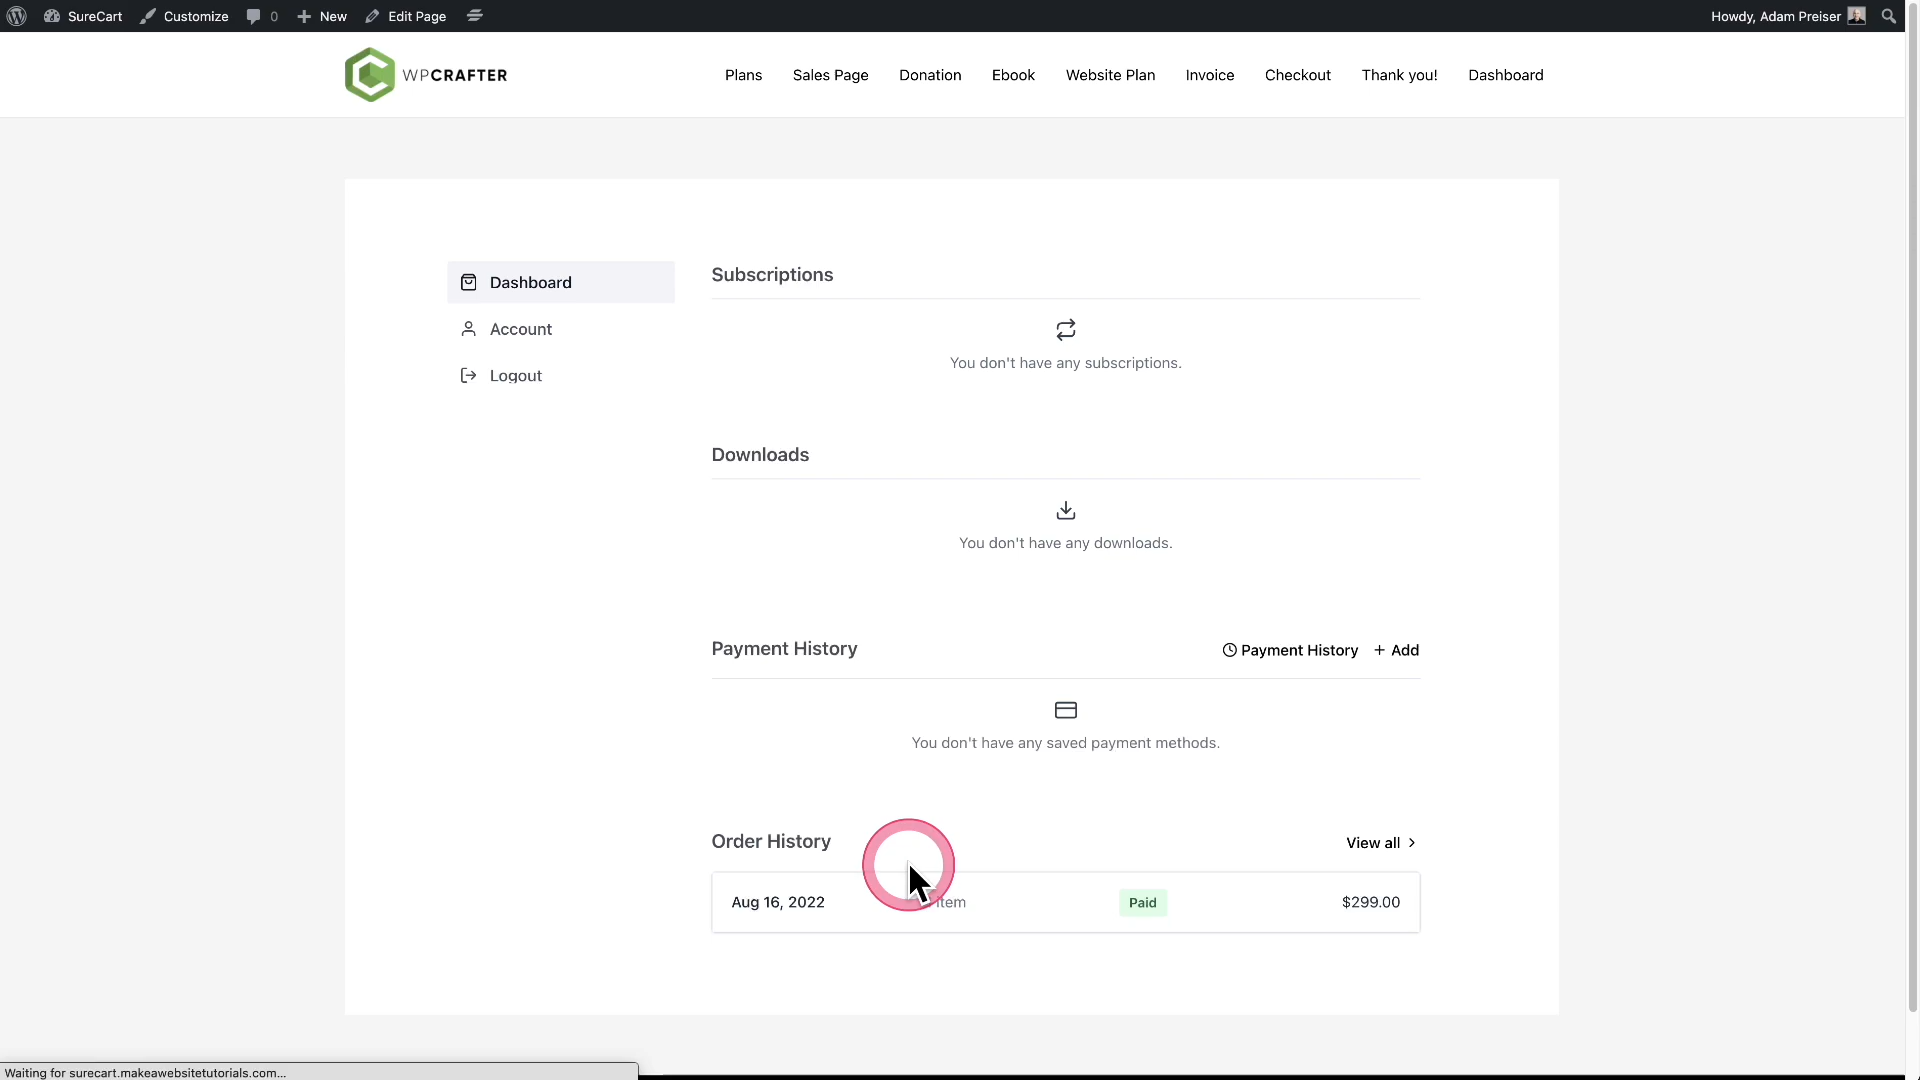 SureCart Customize 0 New Edit Page Howdy, Adam Preiser
WPCRAFTER Plans Sales Page Donation Ebook Website Plan Invoice Checkout Thank you! Dashboard
Dashboard
Account
Logout
Subscriptions
You don't have any subscriptions.
Downloads
You don't have any downloads.
Payment History Payment History + Add
You don't have any saved payment methods.
Order History View all
Aug 16, 2022 item Paid $299.00
Waiting for surecart.makeawebsitetutorials.com...